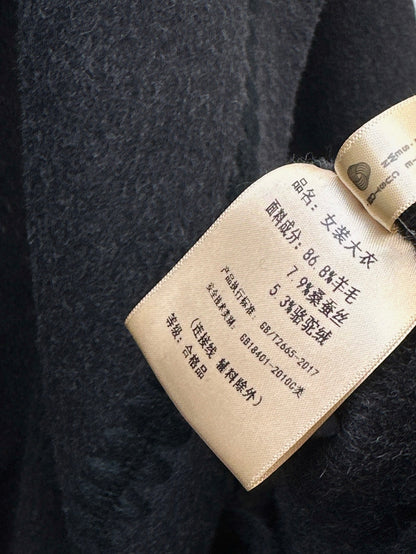 品名：女装大衣
面料成分：86.8%羊毛
7.9%桑蚕丝
5.3%骆驼绒
产品执行标准：GB/T2665-2017
安全技术类别：GB18401-2010C类
（连接线 辅料除外）
等级：合格品